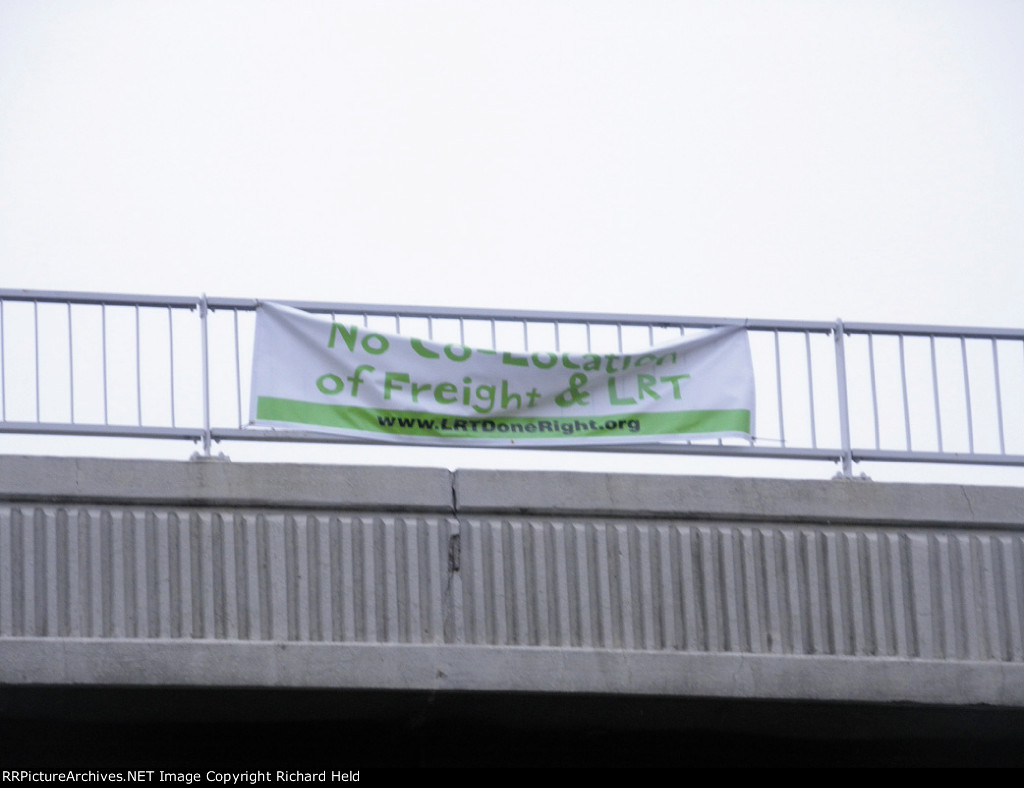 No Co-Location
of Freight & LRT
www.LRTDoneRight.org
RRPictureArchives.NET Image Copyright Richard Held